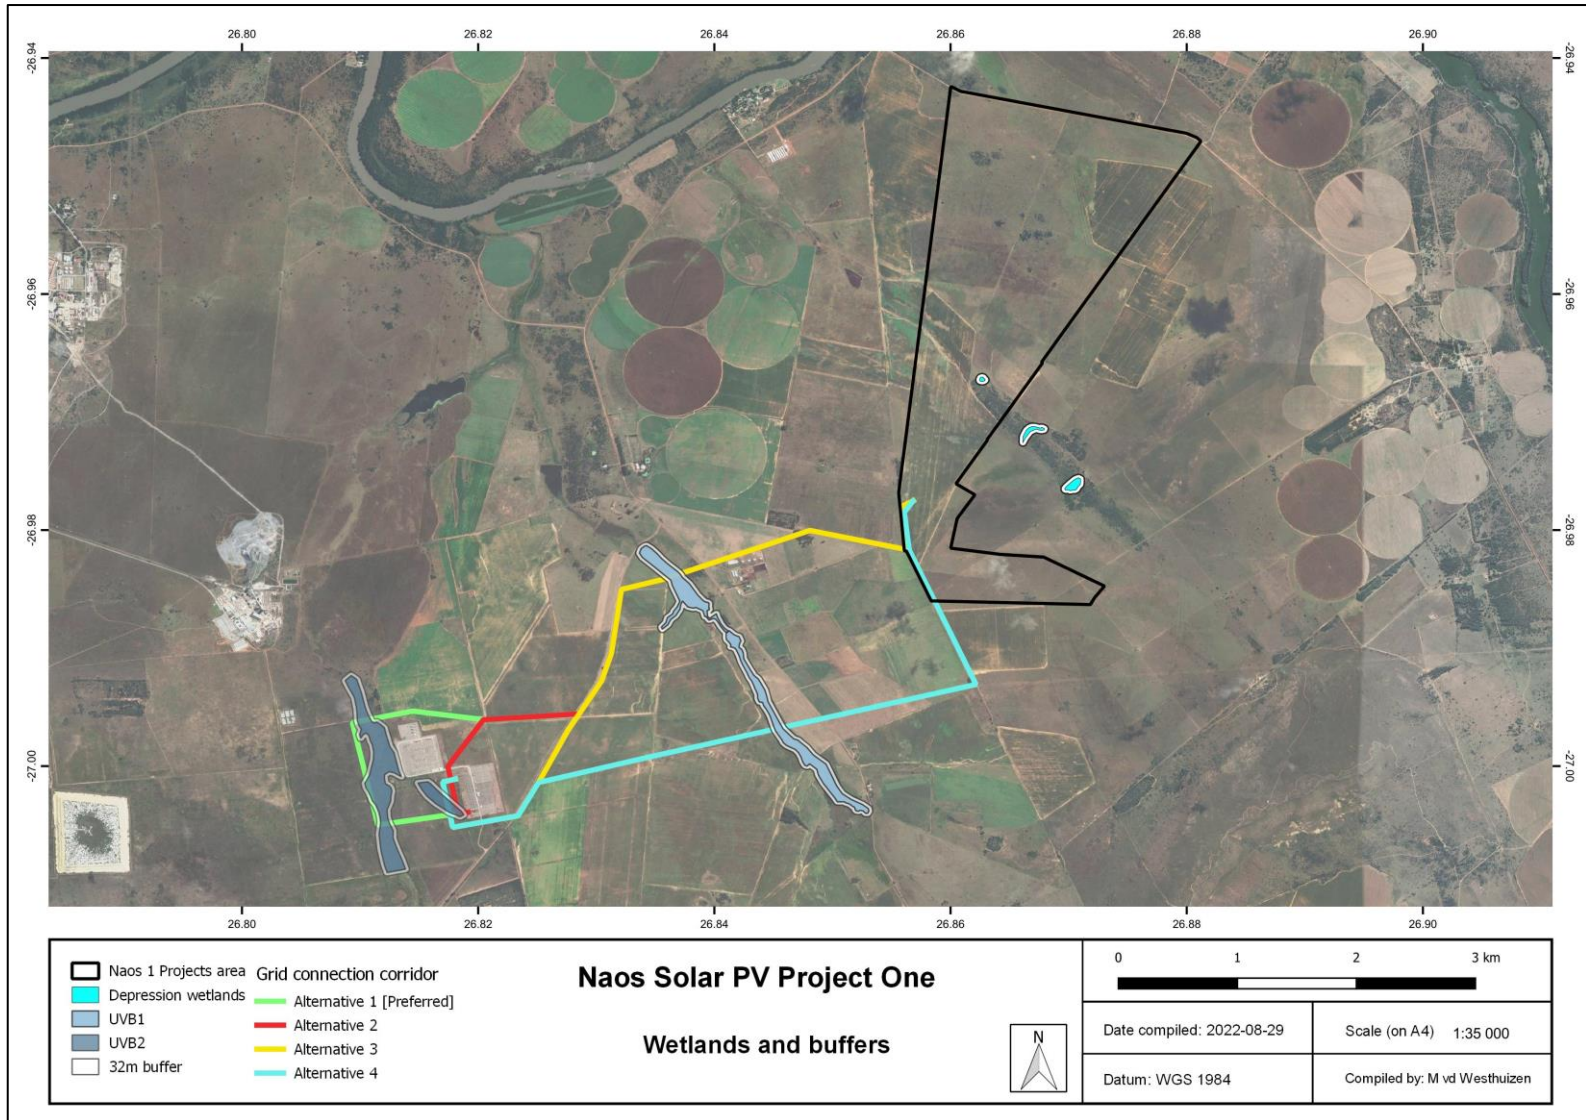 26.80 26.82 26.84 26.86 26.88 26.90
-26.94 -26.94
-26.96 -26.96
-26.98 -26.98
-27.00 -27.00
26.80 26.82 26.84 26.86 26.88 26.90
Naos 1 Projects area
Depression wetlands
UVB1
UVB2
32m buffer
Grid connection corridor
Alternative 1 [Preferred]
Alternative 2
Alternative 3
Alternative 4
Naos Solar PV Project One
Wetlands and buffers
N
0 1 2 3 km
Date compiled: 2022-08-29
Scale (on A4) 1:35 000
Datum: WGS 1984
Compiled by: M vd Westhuizen